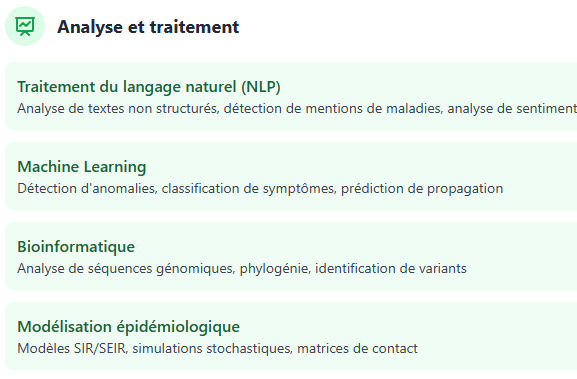 Analyse et traitement
Traitement du langage naturel (NLP)
Analyse de textes non structurés, détection de mentions de maladies, analyse de sentiment
Machine Learning
Détection d'anomalies, classification de symptômes, prédiction de propagation
Bioinformatique
Analyse de séquences génomiques, phylogénie, identification de variants
Modélisation épidémiologique
Modèles SIR/SEIR, simulations stochastiques, matrices de contact